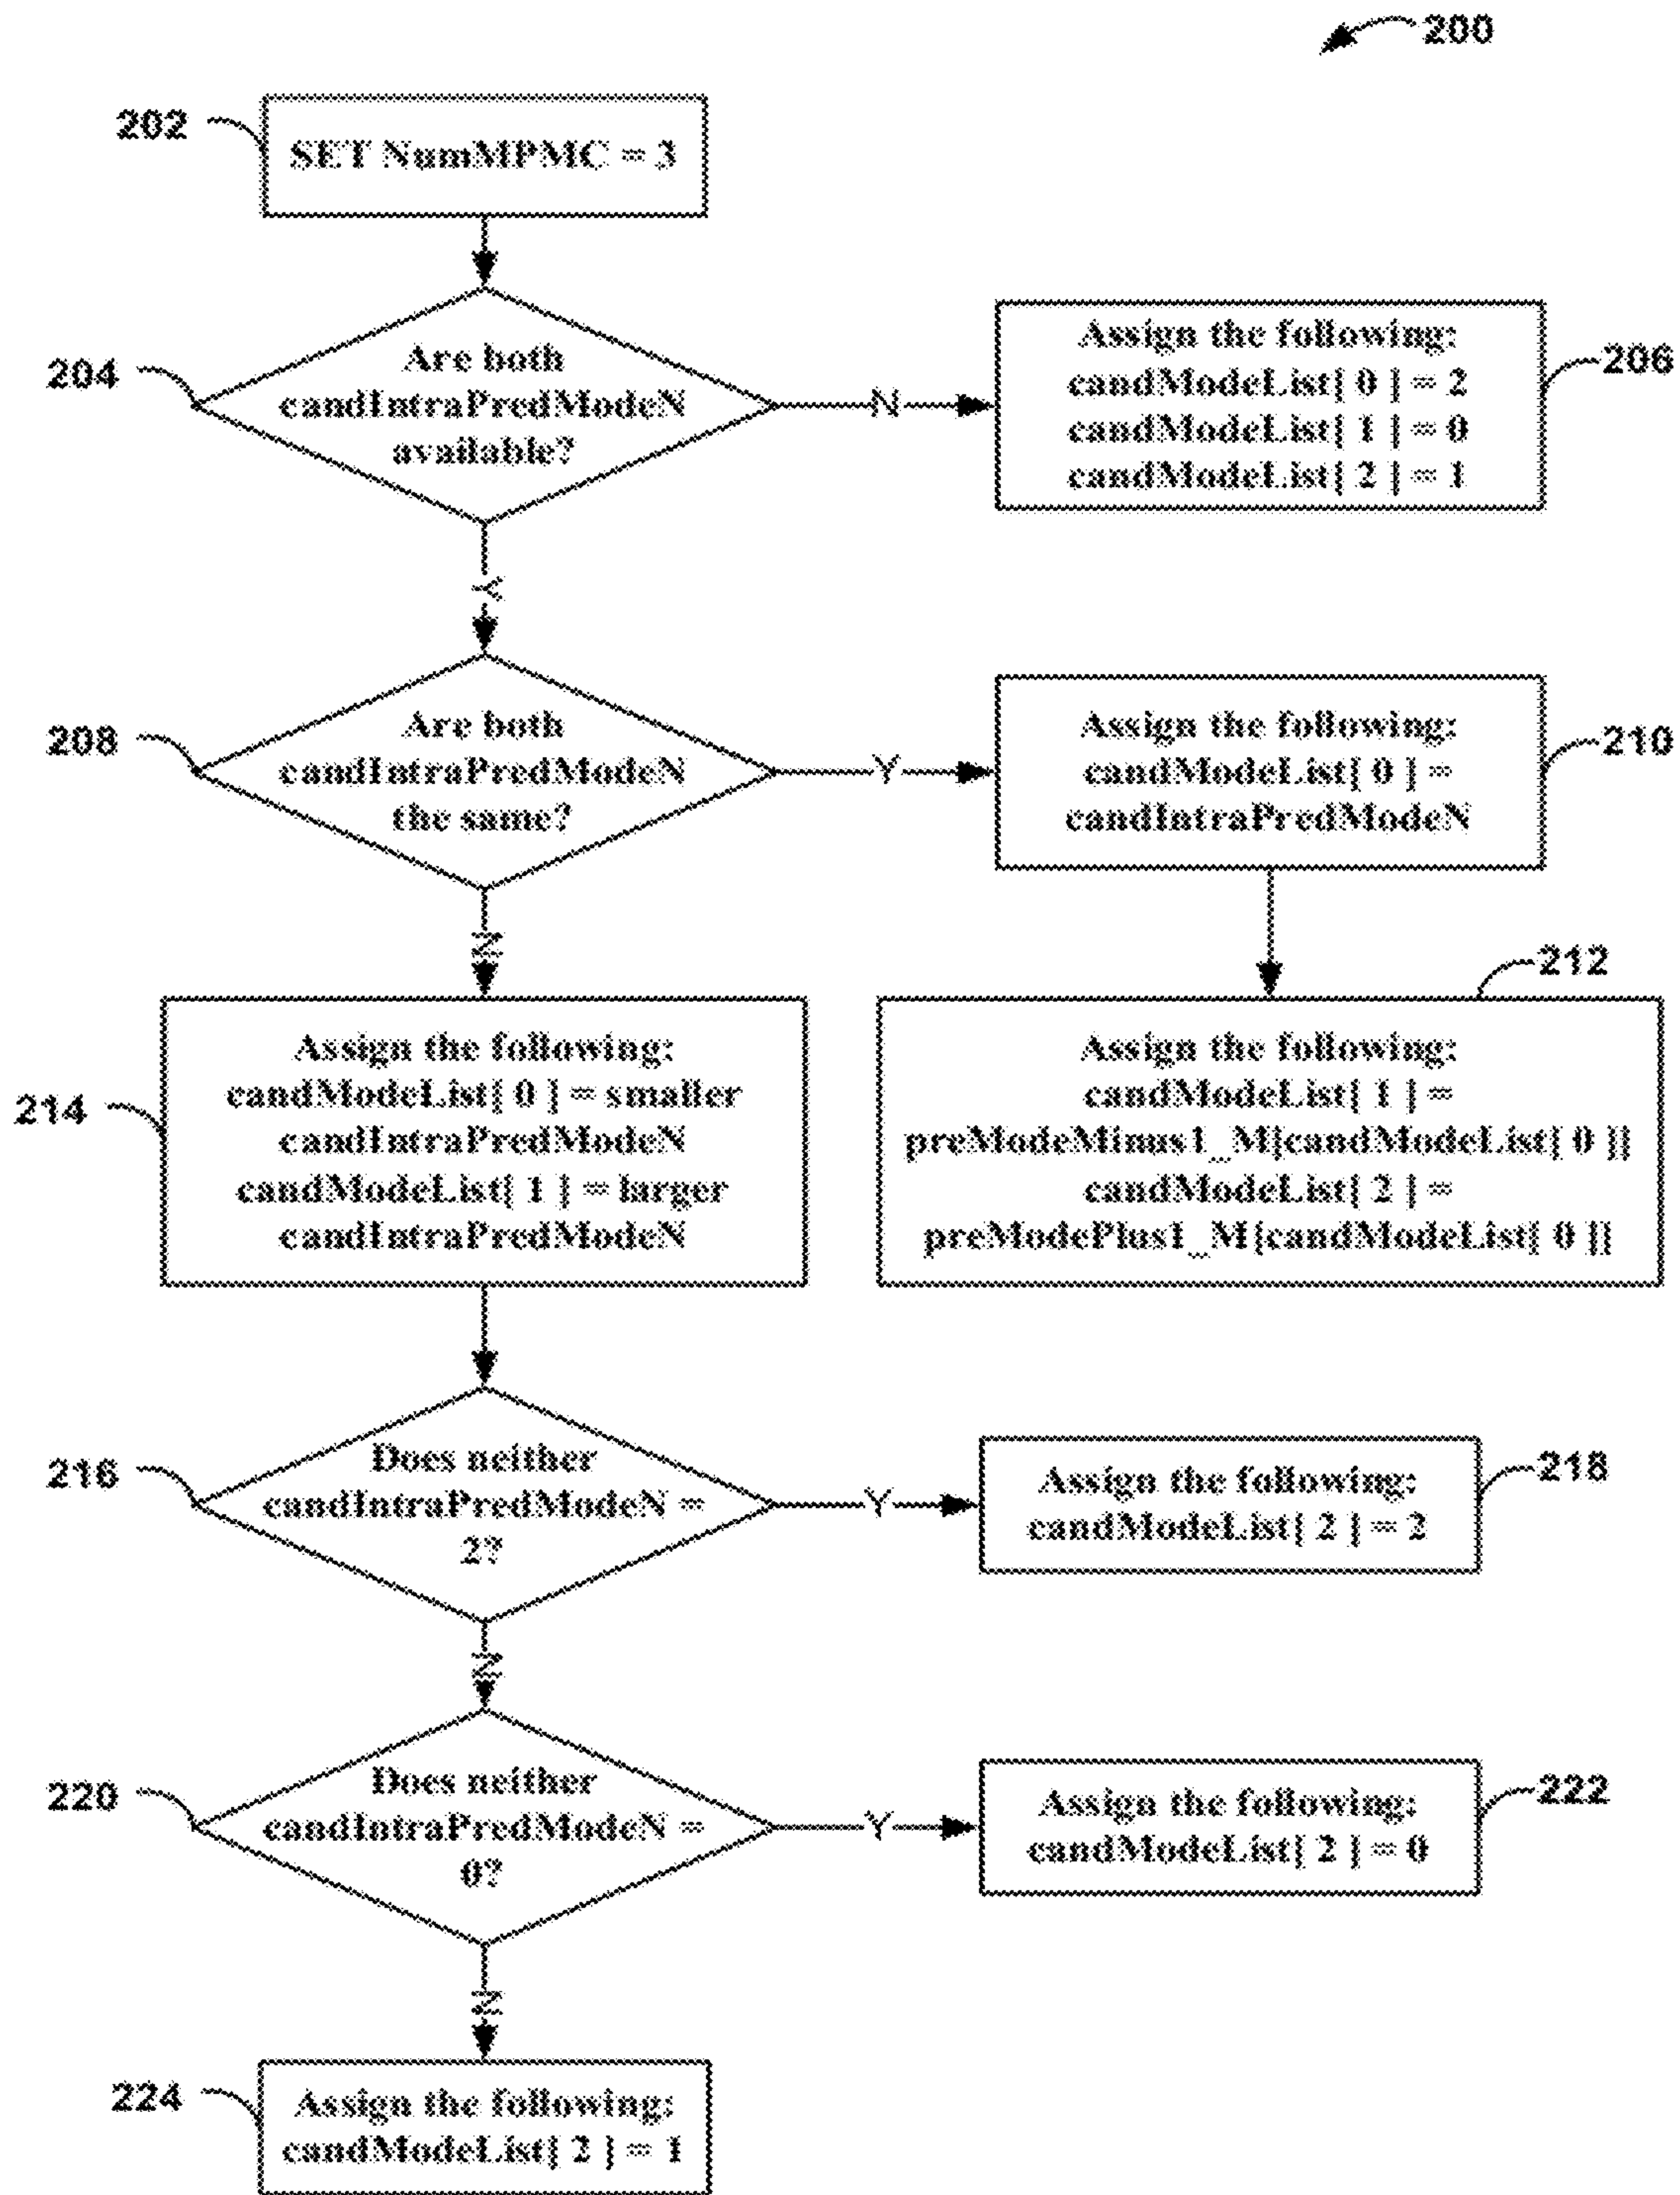 200
202
SET NumMPMC = 3
204
Are both
candIntraPredModeN
available?
N
Assign the following:
candModeList[ 0 ] = 2
candModeList[ 1 ] = 0
candModeList[ 2 ] = 1
206
Y
208
Are both
candIntraPredModeN
the same?
Y
Assign the following:
candModeList[ 0 ] =
candIntraPredModeN
210
N
212
214
Assign the following:
candModeList[ 0 ] = smaller
candIntraPredModeN
candModeList[ 1 ] = larger
candIntraPredModeN
Assign the following:
candModeList[ 1 ] =
preModeMinus1_M[candModeList[ 0 ]]
candModeList[ 2 ] =
preModePlus1_M[candModeList[ 0 ]]
216
Does neither
candIntraPredModeN =
2?
Y
Assign the following:
candModeList[ 2 ] = 2
218
N
220
Does neither
candIntraPredModeN =
0?
Y
Assign the following:
candModeList[ 2 ] = 0
222
N
224
Assign the following:
candModeList[ 2 ] = 1